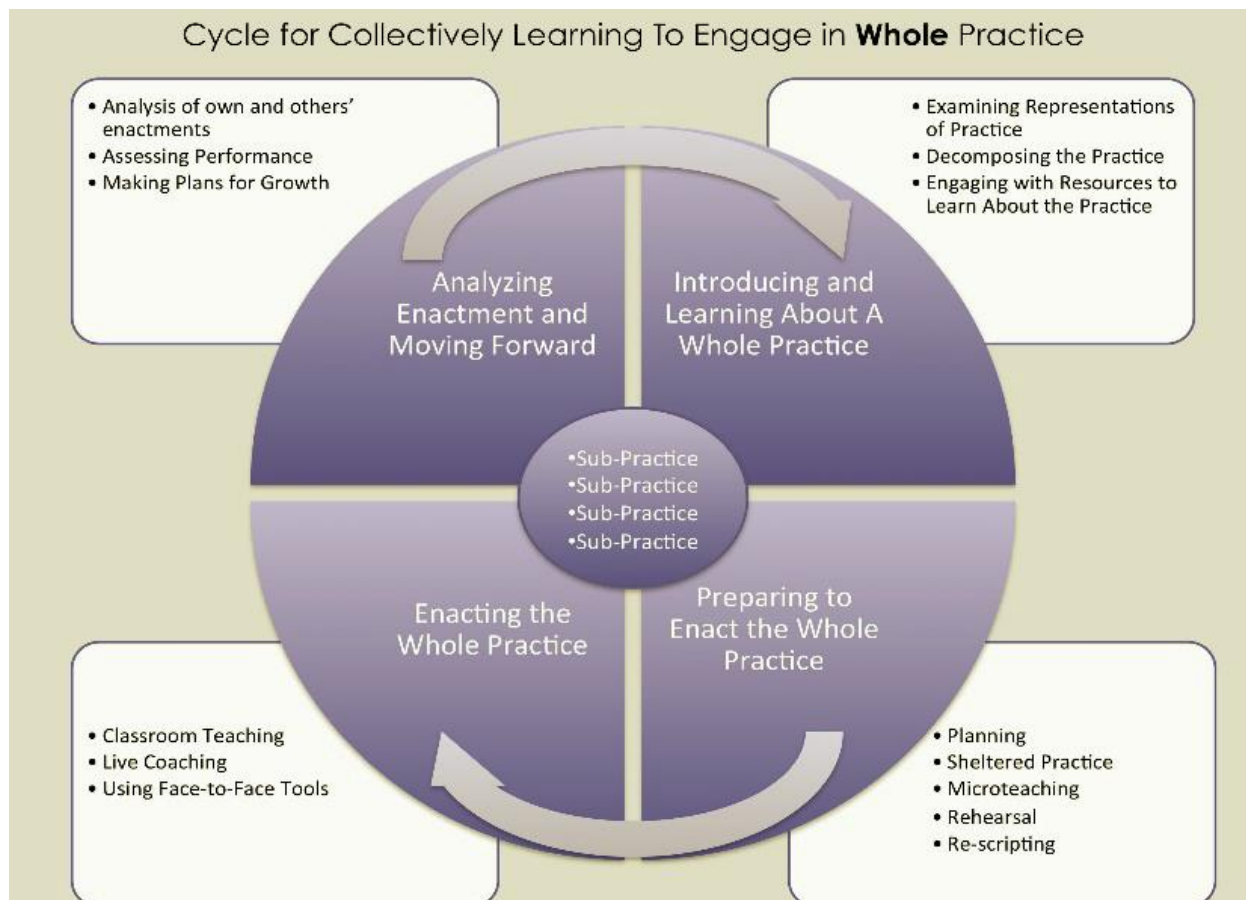 Cycle for Collectively Learning To Engage in Whole Practice
• Analysis of own and others’
enactments
• Assessing Performance
• Making Plans for Growth
• Examining Representations
of Practice
• Decomposing the Practice
• Engaging with Resources to
Learn About the Practice
Analyzing
Enactment and
Moving Forward
Introducing and
Learning About A
Whole Practice
•Sub-Practice
•Sub-Practice
•Sub-Practice
•Sub-Practice
Enacting the
Whole Practice
Preparing to
Enact the Whole
Practice
• Classroom Teaching
• Live Coaching
• Using Face-to-Face Tools
• Planning
• Sheltered Practice
• Microteaching
• Rehearsal
• Re-scripting